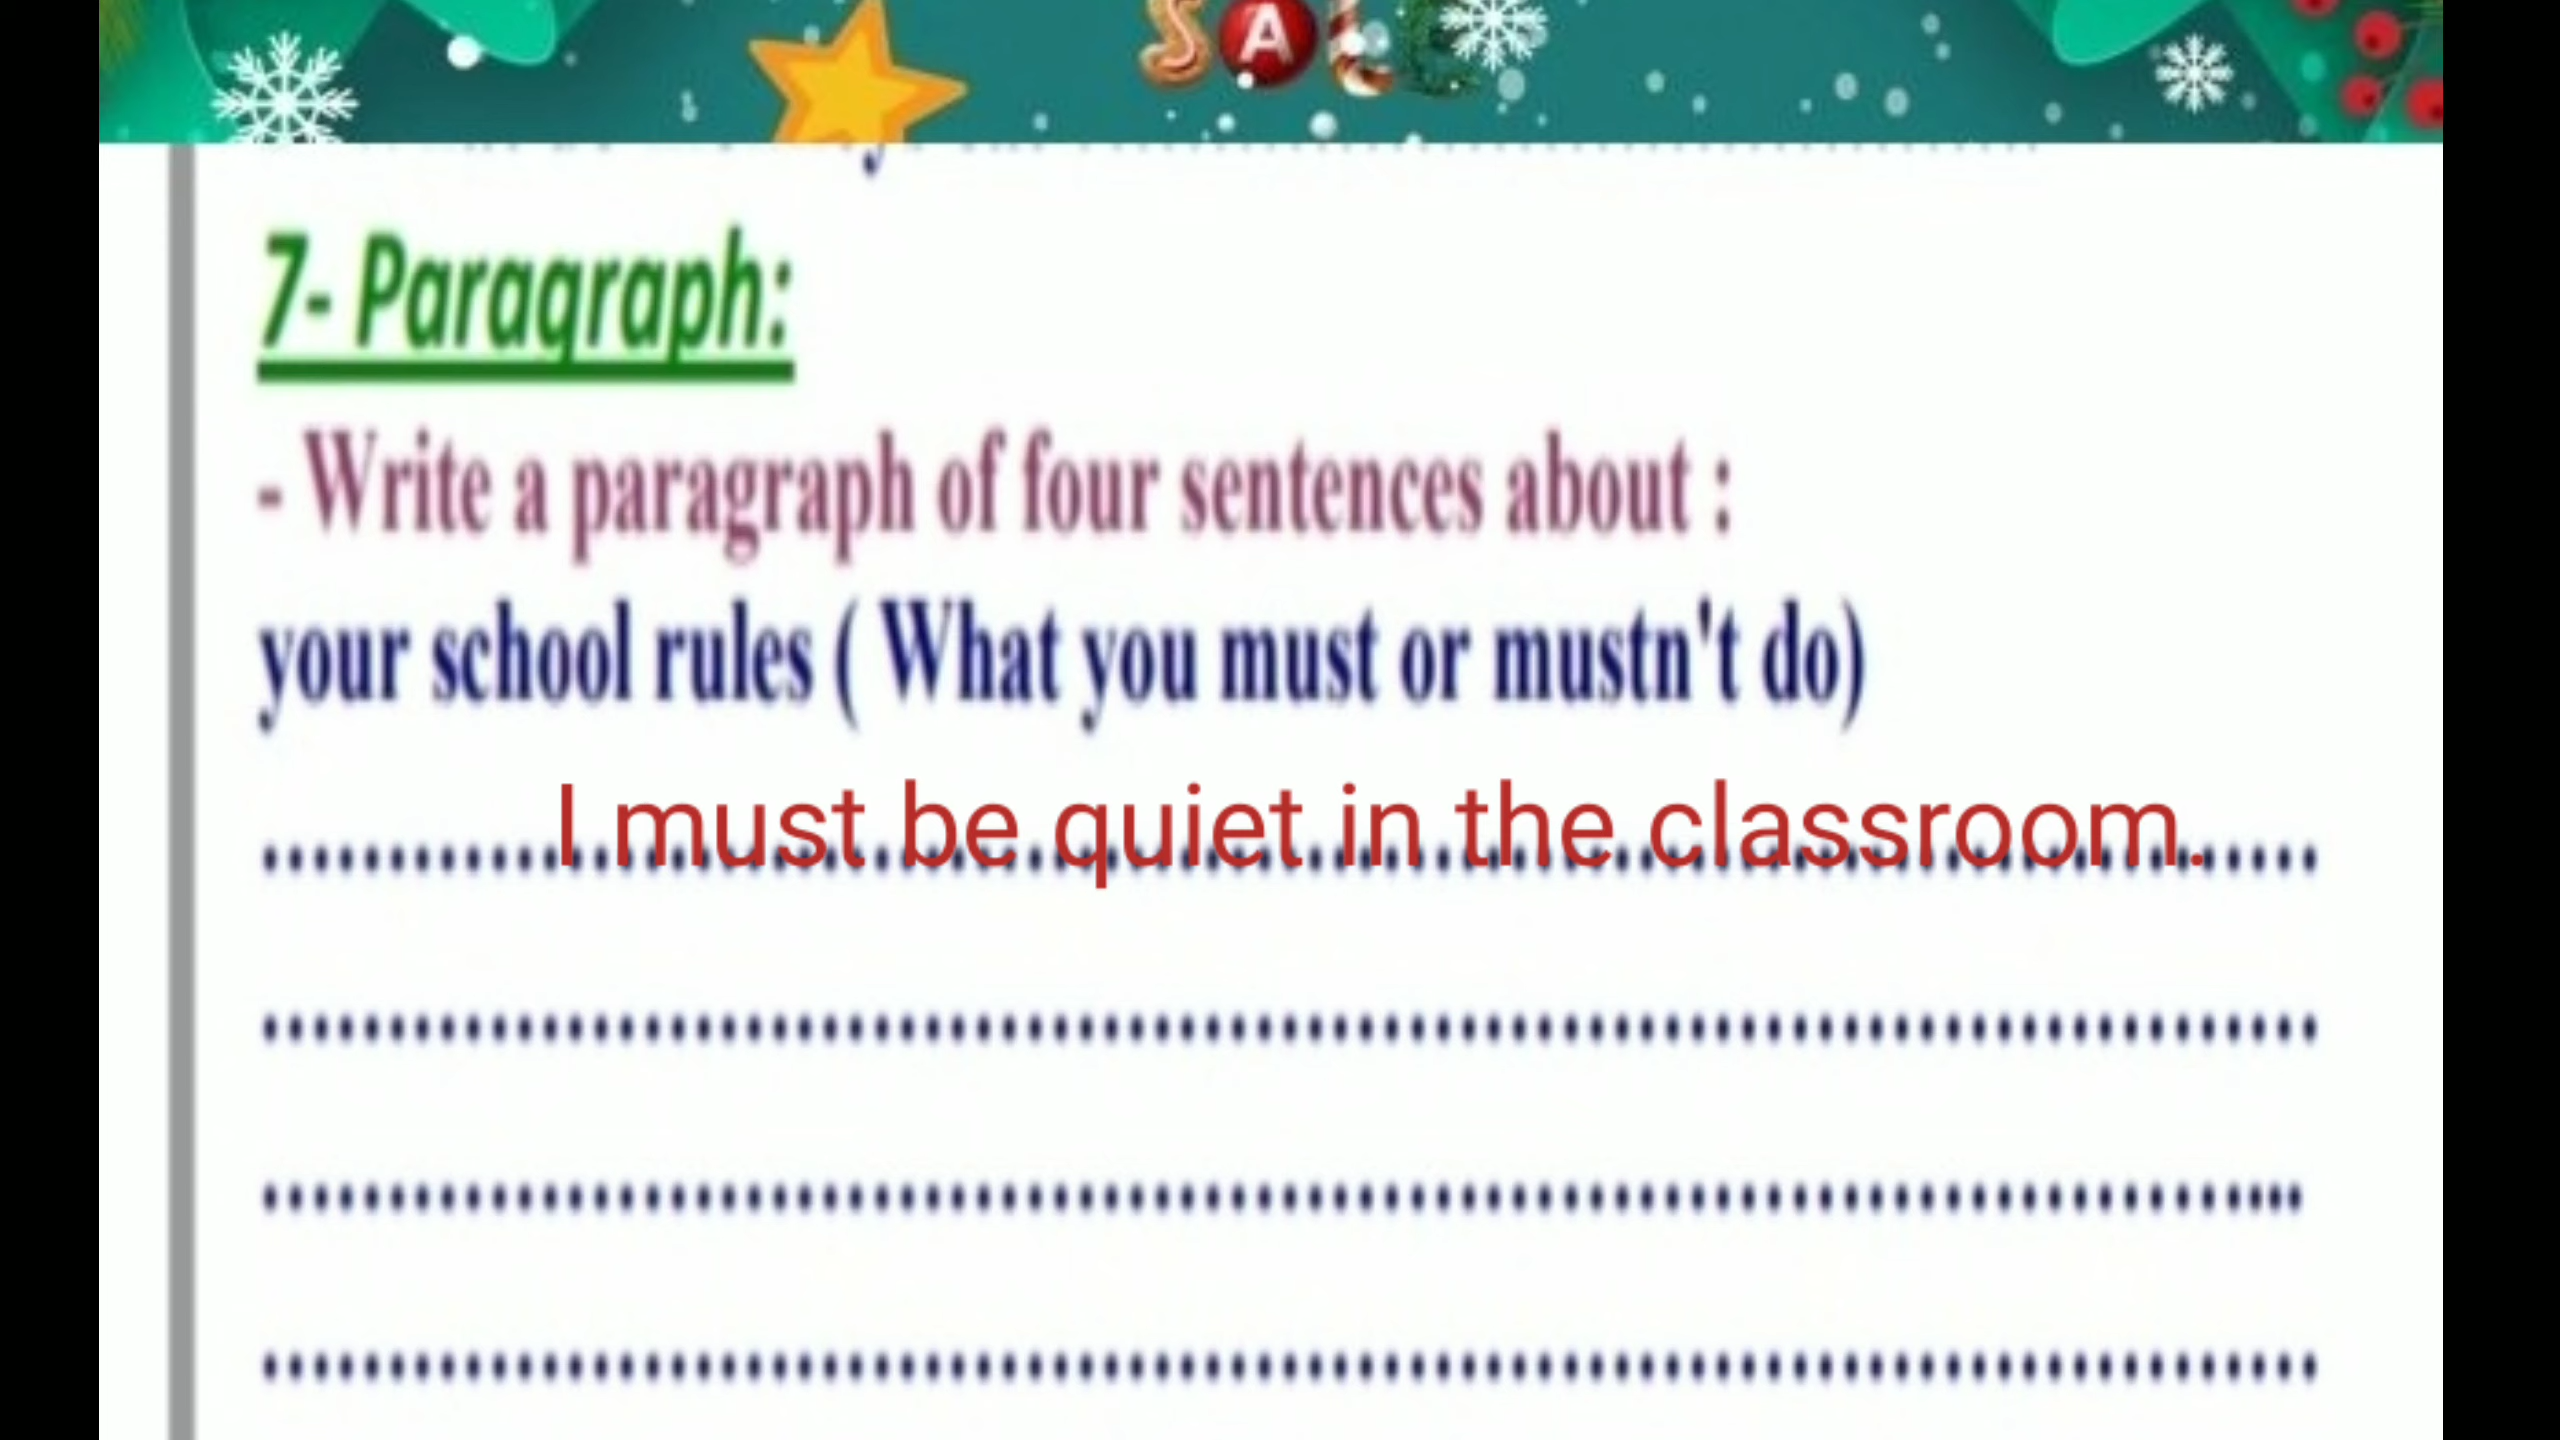 SALE
7- Paragraph:
- Write a paragraph of four sentences about :
your school rules ( What you must or mustn't do)
I must be quiet in the classroom.